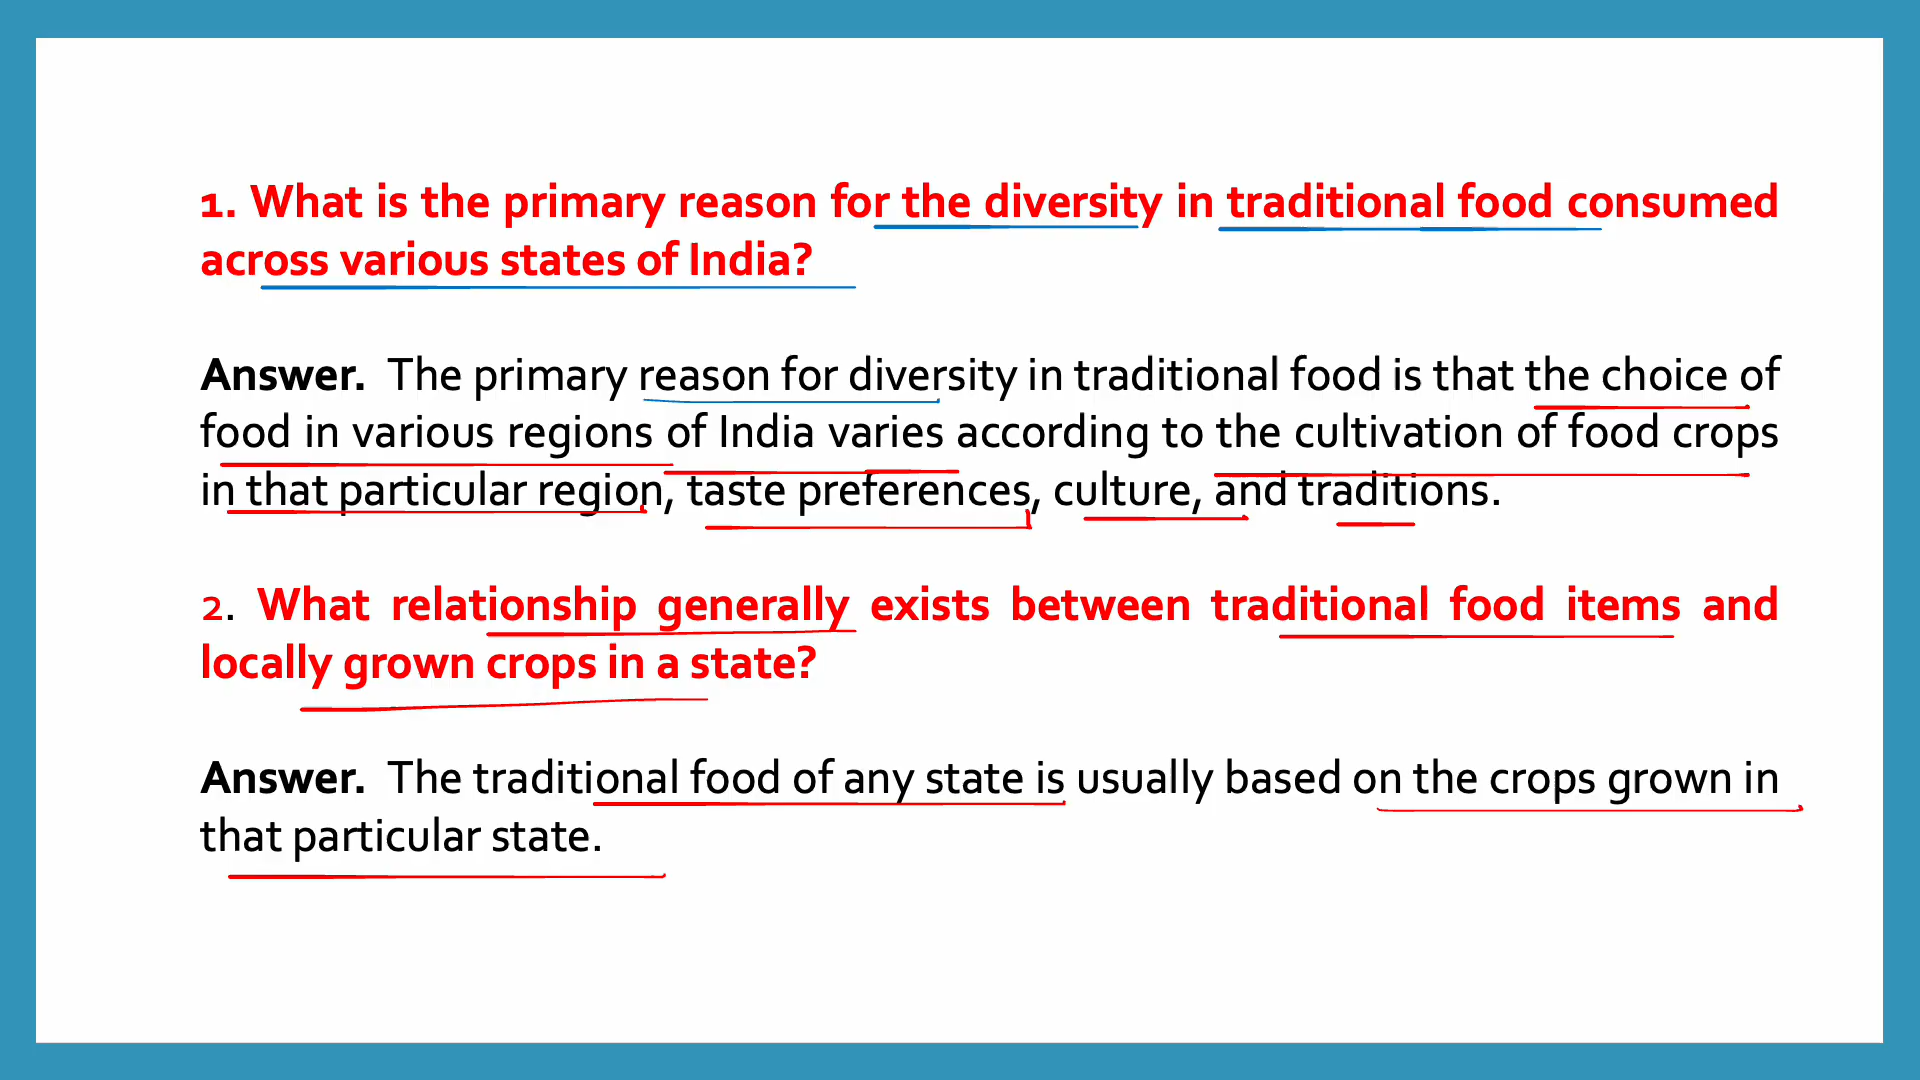 1. What is the primary reason for the diversity in traditional food consumed
across various states of India?
Answer. The primary reason for diversity in traditional food is that the choice of
food in various regions of India varies according to the cultivation of food crops
in that particular region, taste preferences, culture, and traditions.
2. What relationship generally exists between traditional food items and
locally grown crops in a state?
Answer. The traditional food of any state is usually based on the crops grown in
that particular state.